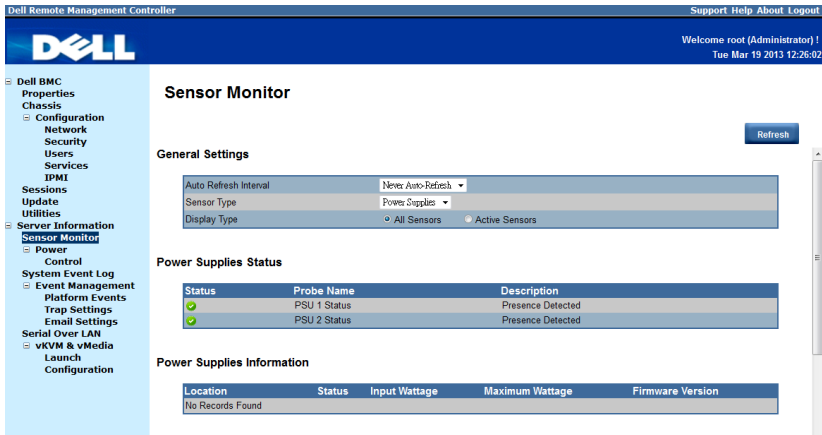 Dell Remote Management Controller
Support Help About Logout
DELL
Welcome root (Administrator) !
Tue Mar 19 2013 12:26:02
Dell BMC
Properties
Chassis
Configuration
Network
Security
Users
Services
IPMI
Sessions
Update
Utilities
Server Information
Sensor Monitor
Power
Control
System Event Log
Event Management
Platform Events
Trap Settings
Email Settings
Serial Over LAN
vKVM & vMedia
Launch
Configuration
Sensor Monitor
Refresh
General Settings
Auto Refresh Interval Never Auto-Refresh
Sensor Type Power Supplies
Display Type All Sensors Active Sensors
Power Supplies Status
Status Probe Name Description
PSU 1 Status Presence Detected
PSU 2 Status Presence Detected
Power Supplies Information
Location Status Input Wattage Maximum Wattage Firmware Version
No Records Found